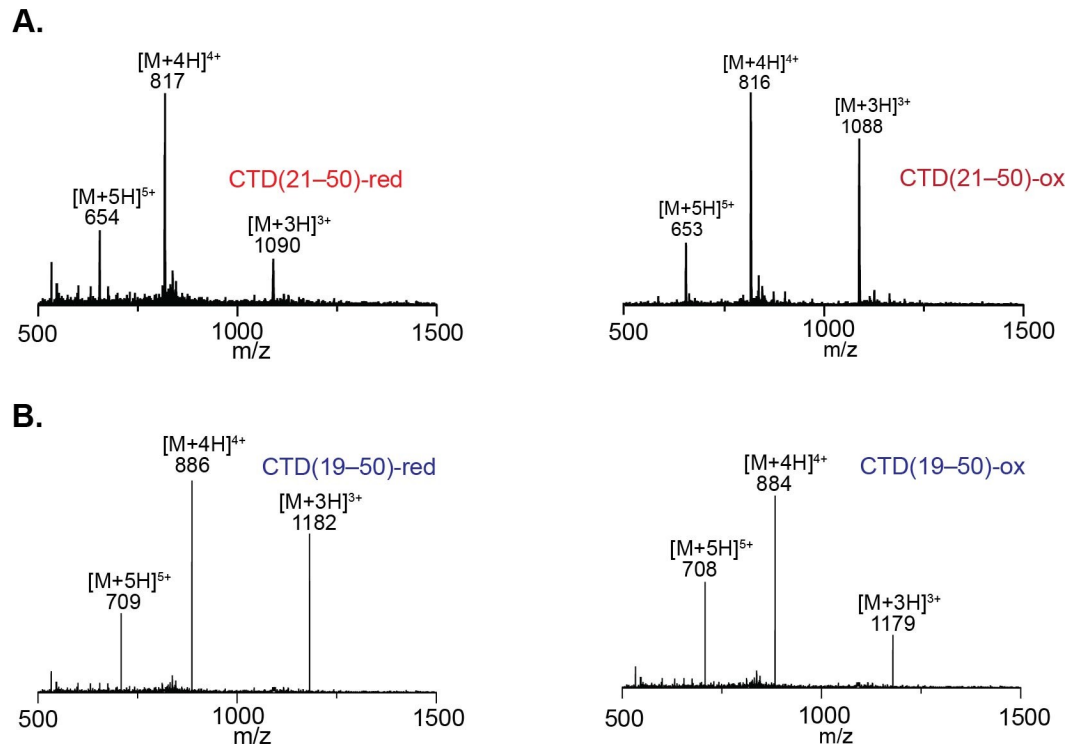 A.
[M+4H]4+
817
[M+5H]5+
654
CTD(21–50)-red
[M+3H]3+
1090
500
1000
1500
m/z
[M+4H]4+
816
[M+3H]3+
1088
CTD(21–50)-ox
[M+5H]5+
653
500
1000
1500
m/z
B.
[M+4H]4+
886
CTD(19–50)-red
[M+3H]3+
1182
[M+5H]5+
709
500
1000
1500
m/z
[M+4H]4+
884
CTD(19–50)-ox
[M+5H]5+
708
[M+3H]3+
1179
500
1000
1500
m/z